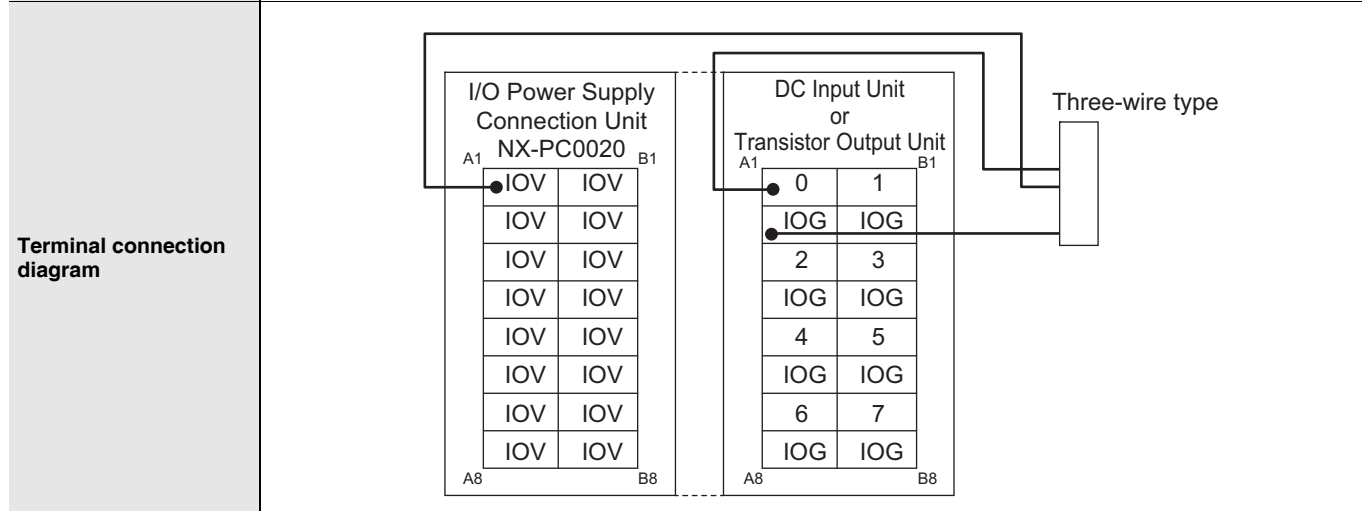 Terminal connection
diagram
I/O Power Supply
Connection Unit
NX-PC0020
A1 B1
IOV IOV
IOV IOV
IOV IOV
IOV IOV
IOV IOV
IOV IOV
IOV IOV
IOV IOV
A8 B8
DC Input Unit
or
Transistor Output Unit
A1 B1
0 1
IOG IOG
2 3
IOG IOG
4 5
IOG IOG
6 7
IOG IOG
A8 B8
Three-wire type